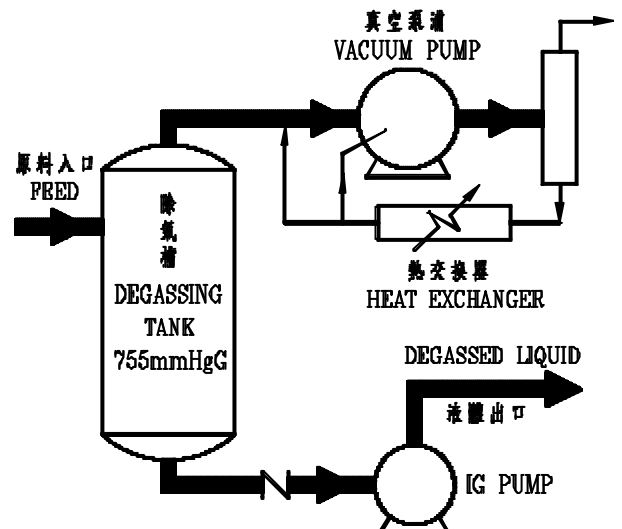 真空泵浦
VACUUM PUMP
原料入口
FEED
除氣槽
DEGASSING
TANK
755mmHgG
熱交換器
HEAT EXCHANGER
DEGASSED LIQUID
液體出口
IG PUMP